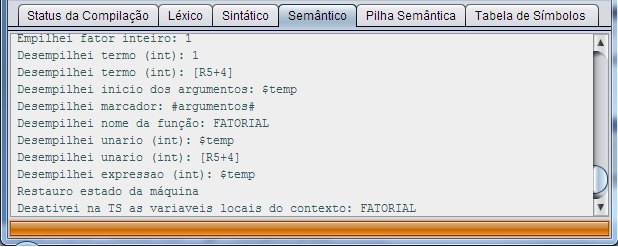 Status da Compilação Léxico Sintático Semântico Pilha Semântica Tabela de Símbolos
Empilhei fator inteiro: 1
Desempilhei termo (int): 1
Desempilhei termo (int): [R5+4]
Desempilhei inicio dos argumentos: $temp
Desempilhei marcador: #argumentos#
Desempilhei nome da função: FATORIAL
Desempilhei unario (int): $temp
Desempilhei unario (int): [R5+4]
Desempilhei expressao (int): $temp
Restauro estado da máquina
Desativei na TS as variaveis locais do contexto: FATORIAL